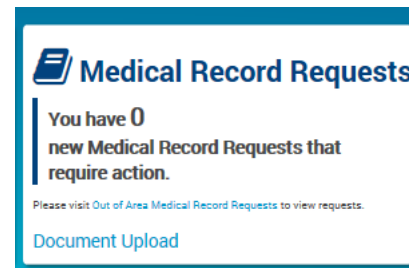 Medical Record Requests
You have 0
new Medical Record Requests that
require action.
Please visit Out of Area Medical Record Requests to view requests.
Document Upload